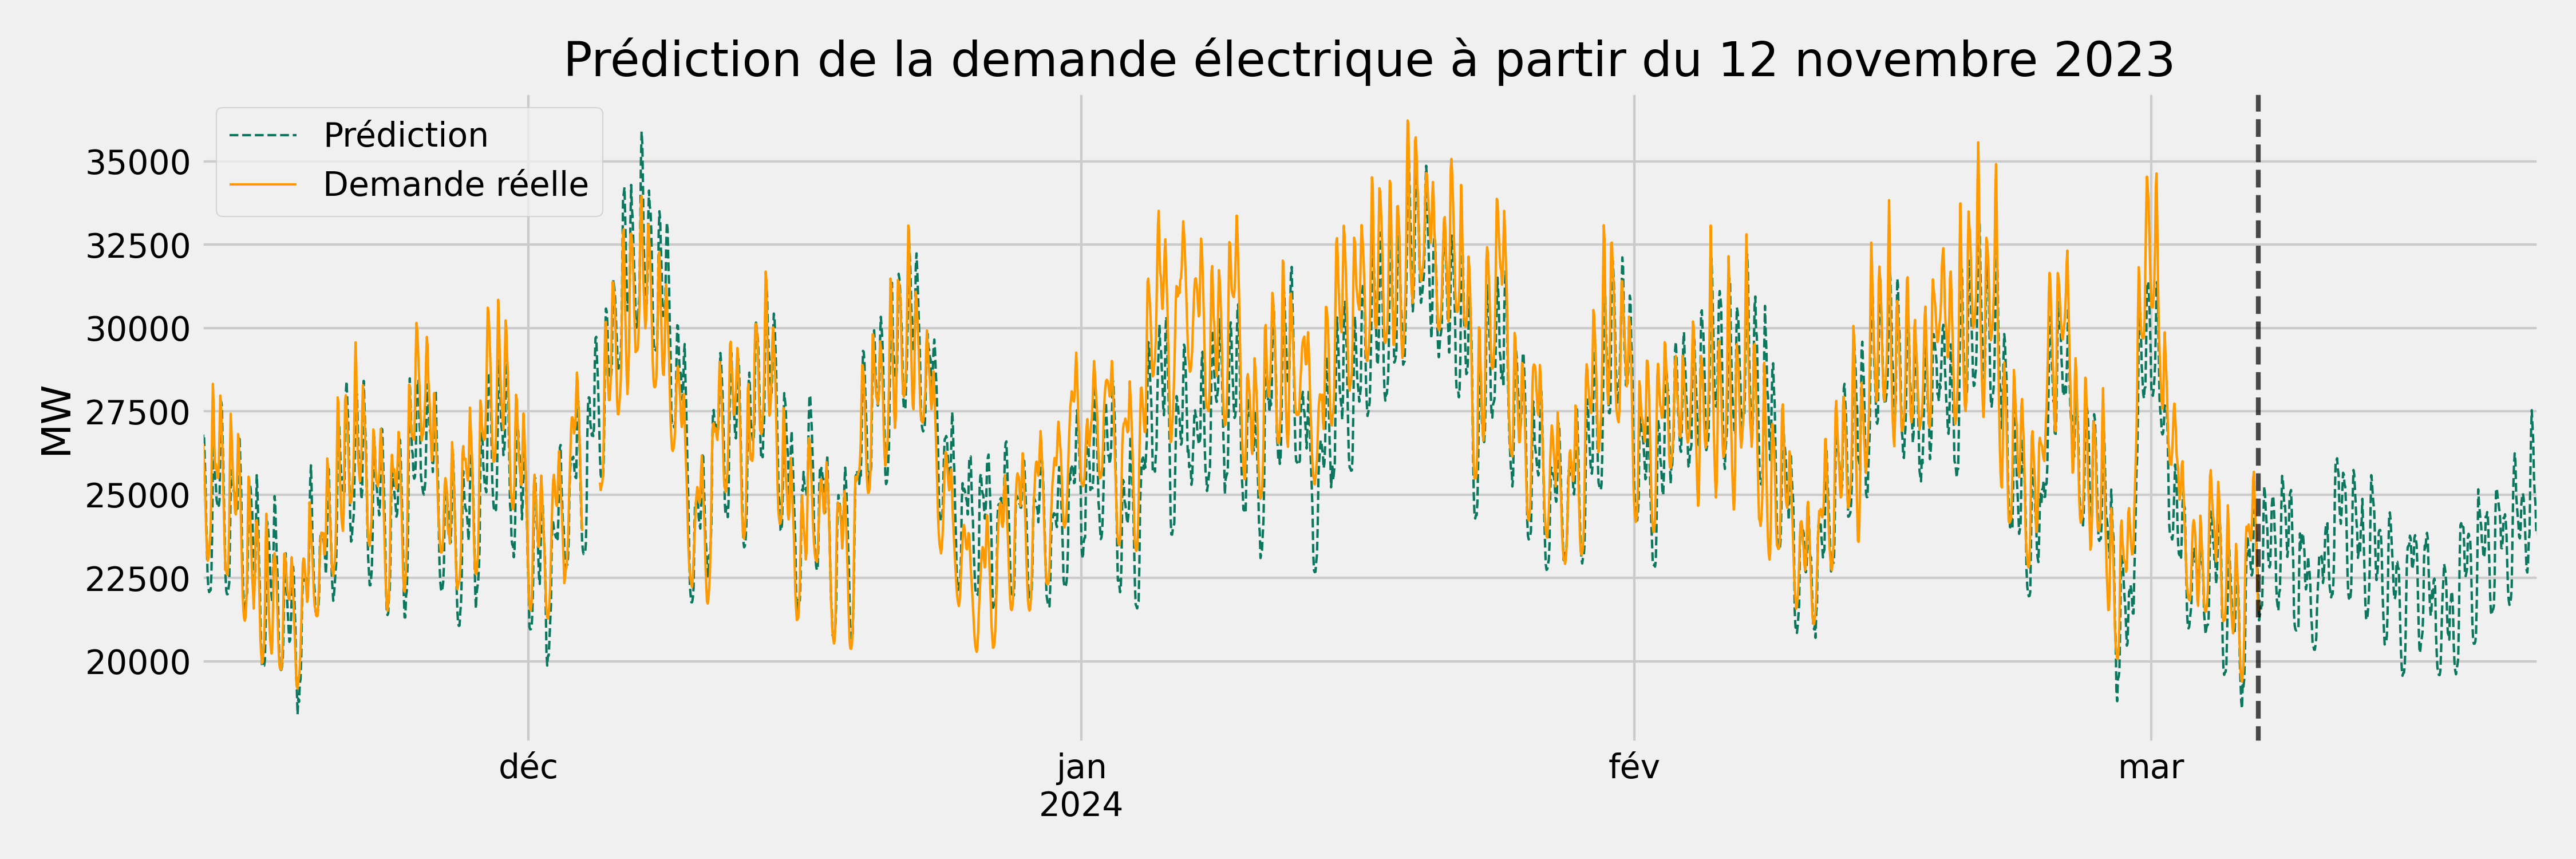 Prédiction de la demande électrique à partir du 12 novembre 2023
Prédiction
Demande réelle
MW
35000
32500
30000
27500
25000
22500
20000
déc
jan
2024
fév
mar